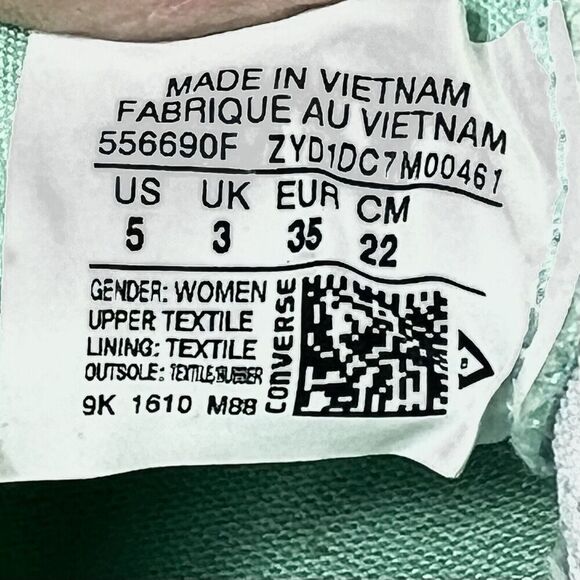 MADE IN VIETNAM
FABRIQUE AU VIETNAM
556690F ZYD1DC7M00461
US UK EUR CM
5 3 35 22
GENDER: WOMEN
UPPER TEXTILE
LINING: TEXTILE
OUTSOLE: TEXTILE/RUBBER
9K 1610 M88
CONVERSE
8